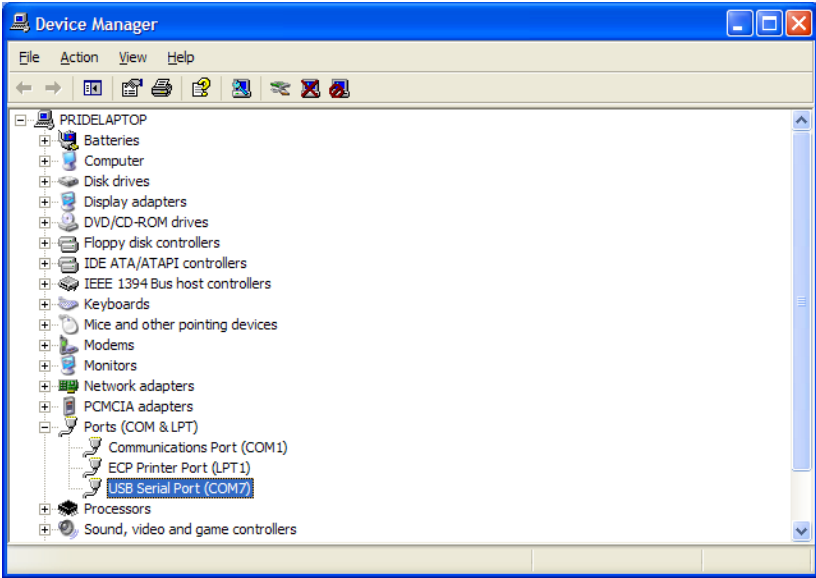 Device Manager
File Action View Help
PRIDELAPTOP
Batteries
Computer
Disk drives
Display adapters
DVD/CD-ROM drives
Floppy disk controllers
IDE ATA/ATAPI controllers
IEEE 1394 Bus host controllers
Keyboards
Mice and other pointing devices
Modems
Monitors
Network adapters
PCMCIA adapters
Ports (COM & LPT)
Communications Port (COM1)
ECP Printer Port (LPT1)
USB Serial Port (COM7)
Processors
Sound, video and game controllers